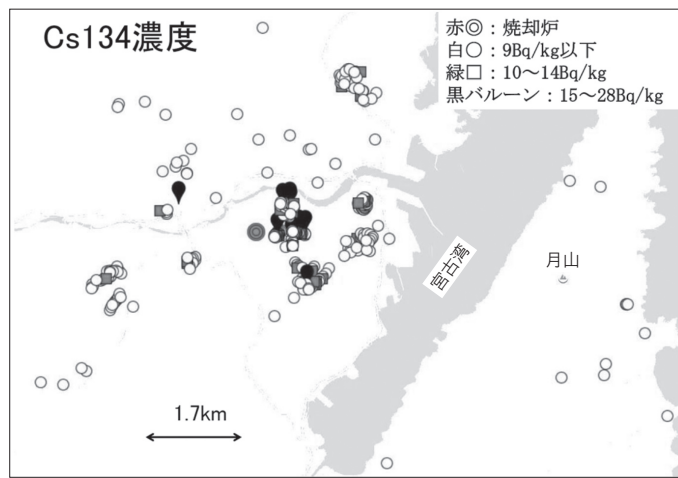 Cs134濃度
赤◎：焼却炉
白○：9Bq/kg以下
緑□：10〜14Bq/kg
黒バルーン：15〜28Bq/kg
月山
宮古湾
1.7km